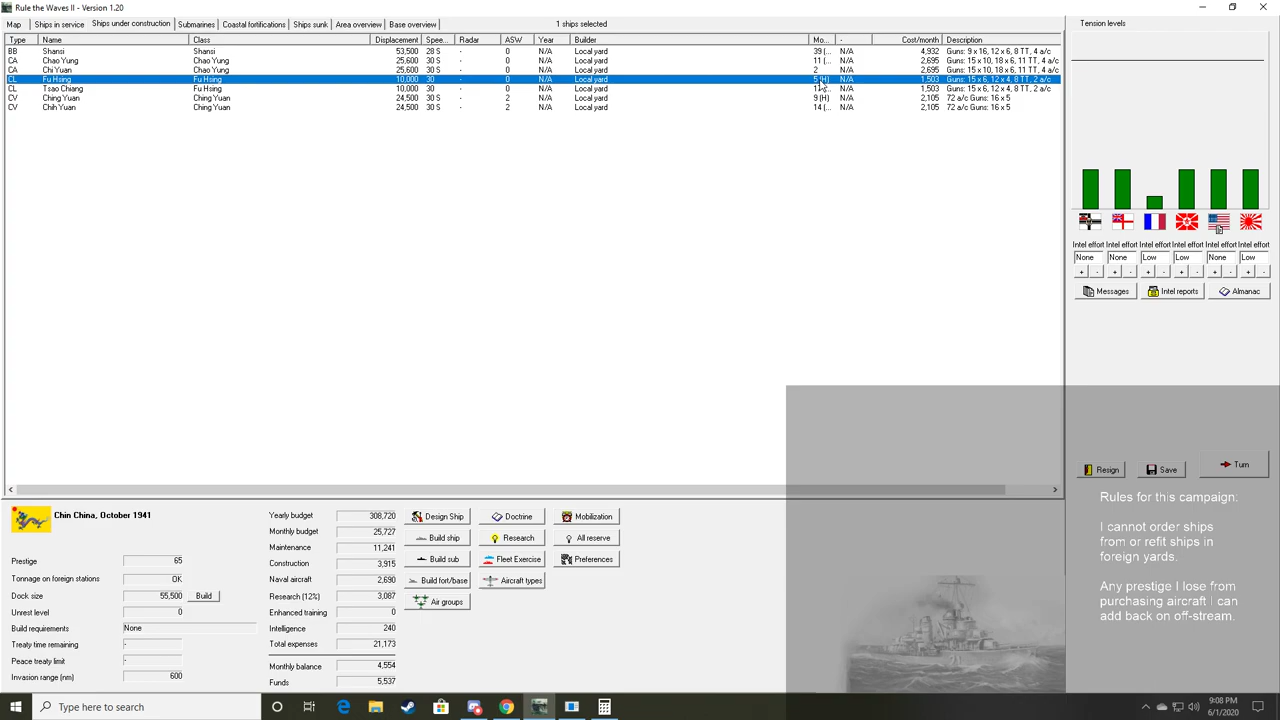 Rule the Waves II - Version 1.20
Map Ships in service Ships under construction Submarines Coastal fortifications Ships sunk Area overview Base overview 1 ships selected
Type Name Class Displacement Spee... Radar ASW Year Builder Mo... - Cost/month Description
BB Shansi Shansi 53,500 28 S - 0 N/A Local yard 39 (... N/A 4,932 Guns: 9 x 16, 12 x 6, 8 TT, 4 a/c
CA Chao Yung Chao Yung 25,600 30 - 0 N/A Local yard 11 (... N/A 2,695 Guns: 15 x 10, 18 x 6, 11 TT, 4 a/c
CA Chi Yuan Chao Yung 25,600 30 - 0 N/A Local yard 2 N/A 2,695 Guns: 15 x 10, 18 x 6, 11 TT, 4 a/c
CL Fu Hsing Fu Hsing 10,000 30 - 0 N/A Local yard 5 (H) N/A 1,503 Guns: 15 x 6, 12 x 4, 8 TT, 2 a/c
CL Tsao Chiang Fu Hsing 10,000 30 - 0 N/A Local yard N/A 1,503 Guns: 15 x 6, 12 x 4, 8 TT, 2 a/c
CV Ching Yuan Ching Yuan 24,500 30 S - 2 N/A Local yard 9 (H) N/A 2,105 72 a/c Guns: 16 x 5
CV Chih Yuan Ching Yuan 24,500 30 S - 2 N/A Local yard 14 (... N/A 2,105 72 a/c Guns: 16 x 5
Tension levels
Intel effort Intel effort Intel effort Intel effort Intel effort Intel effort
None None Low Low None Low
+ - + - + - + - + - + -
Messages Intel reports Almanac
Resign Save Turn
Rules for this campaign:
I cannot order ships
from or refit ships in
foreign yards.
Any prestige I lose from
purchasing aircraft I can
add back on off-stream.
Chin China, October 1941
Prestige 65
Tonnage on foreign stations OK
Dock size 55,500 Build
Unrest level 0
Build requirements None
Treaty time remaining -
Peace treaty limit -
Invasion range (nm) 600
Yearly budget 308,720
Monthly budget 25,727
Maintenance 11,241
Construction 3,915
Naval aircraft 2,690
Research (12%) 3,087
Enhanced training 0
Intelligence 240
Total expenses 21,173
Monthly balance 4,554
Funds 5,537
Design Ship Doctrine Mobilization
Build ship Research All reserve
Build sub Fleet Exercise Preferences
Build fort/base Aircraft types
Air groups
Type here to search
9:08 PM
6/1/2020